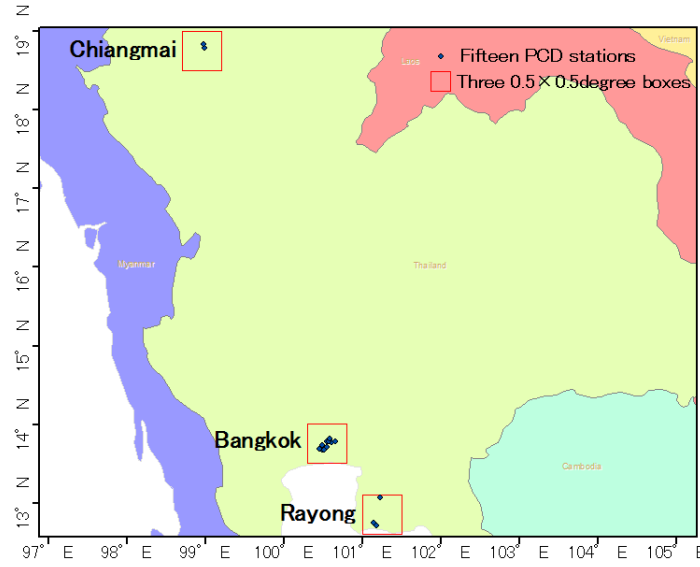 Chiangmai
Fifteen PCD stations
Three 0.5×0.5degree boxes
Vietnam
Laos
Myanmar
Thailand
Bangkok
Cambodia
Rayong
19° N
18° N
17° N
16° N
15° N
14° N
13° N
97° E
98° E
99° E
100° E
101° E
102° E
103° E
104° E
105° E